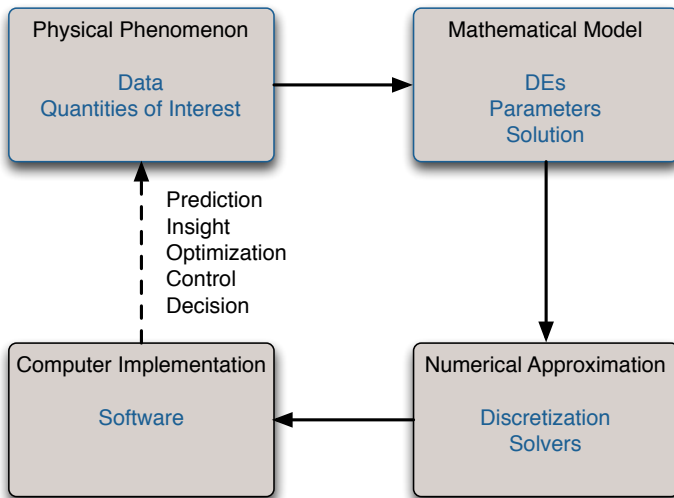 Physical Phenomenon
Data
Quantities of Interest
Mathematical Model
DEs
Parameters
Solution
Prediction
Insight
Optimization
Control
Decision
Computer Implementation
Software
Numerical Approximation
Discretization
Solvers